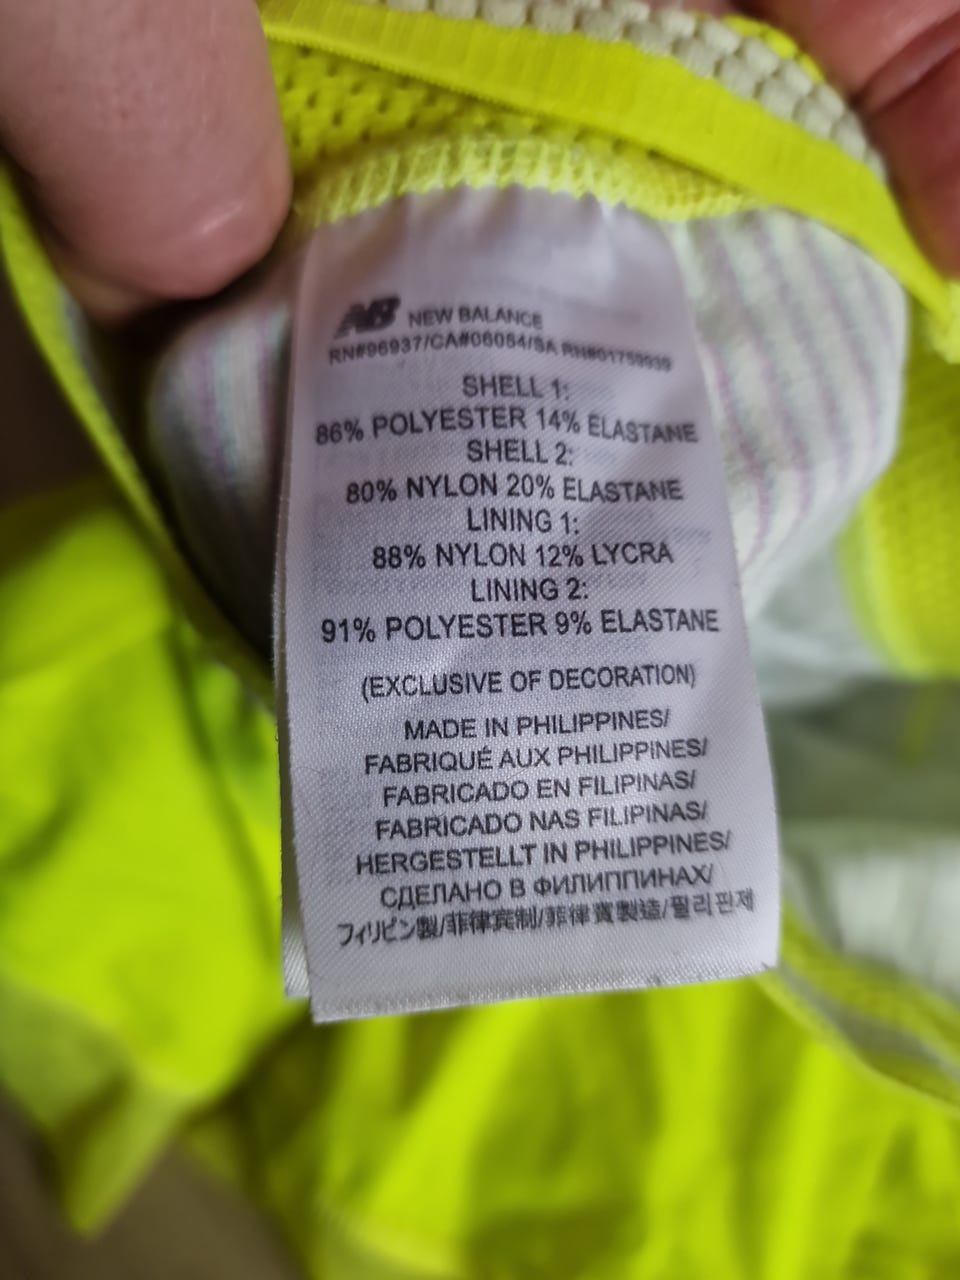 NB NEW BALANCE
RN#96937/CA#06054/SA RN#01759939
SHELL 1:
86% POLYESTER 14% ELASTANE
SHELL 2:
80% NYLON 20% ELASTANE
LINING 1:
88% NYLON 12% LYCRA
LINING 2:
91% POLYESTER 9% ELASTANE
(EXCLUSIVE OF DECORATION)
MADE IN PHILIPPINES/
FABRIQUÉ AUX PHILIPPINES/
FABRICADO EN FILIPINAS/
FABRICADO NAS FILIPINAS/
HERGESTELLT IN PHILIPPINES/
СДЕЛАНО В ФИЛИППИНАХ/
フィリピン製/菲律宾制/菲律賓製造/필리핀제